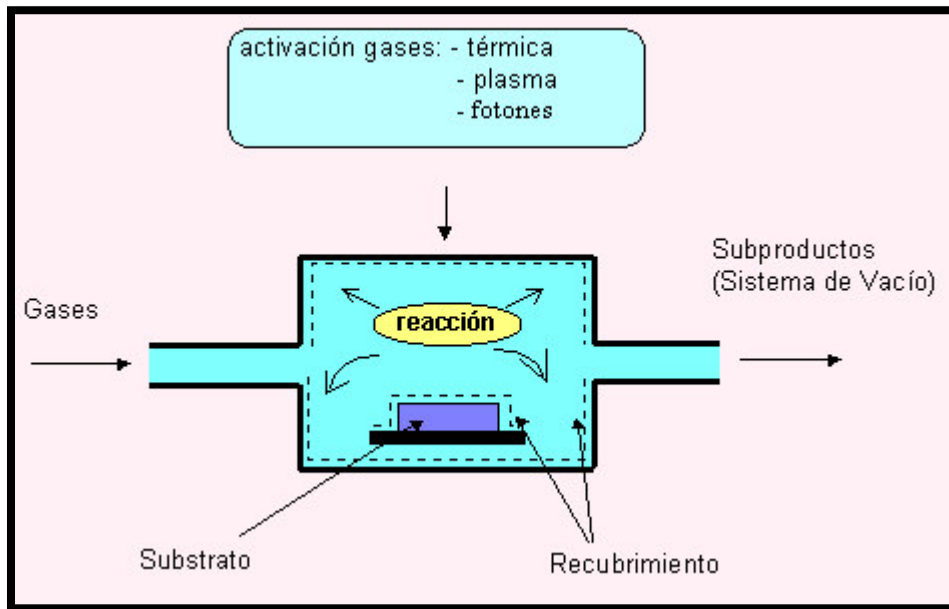 activación gases: - térmica
- plasma
- fotones
Subproductos
(Sistema de Vacío)
Gases
reacción
Substrato
Recubrimiento